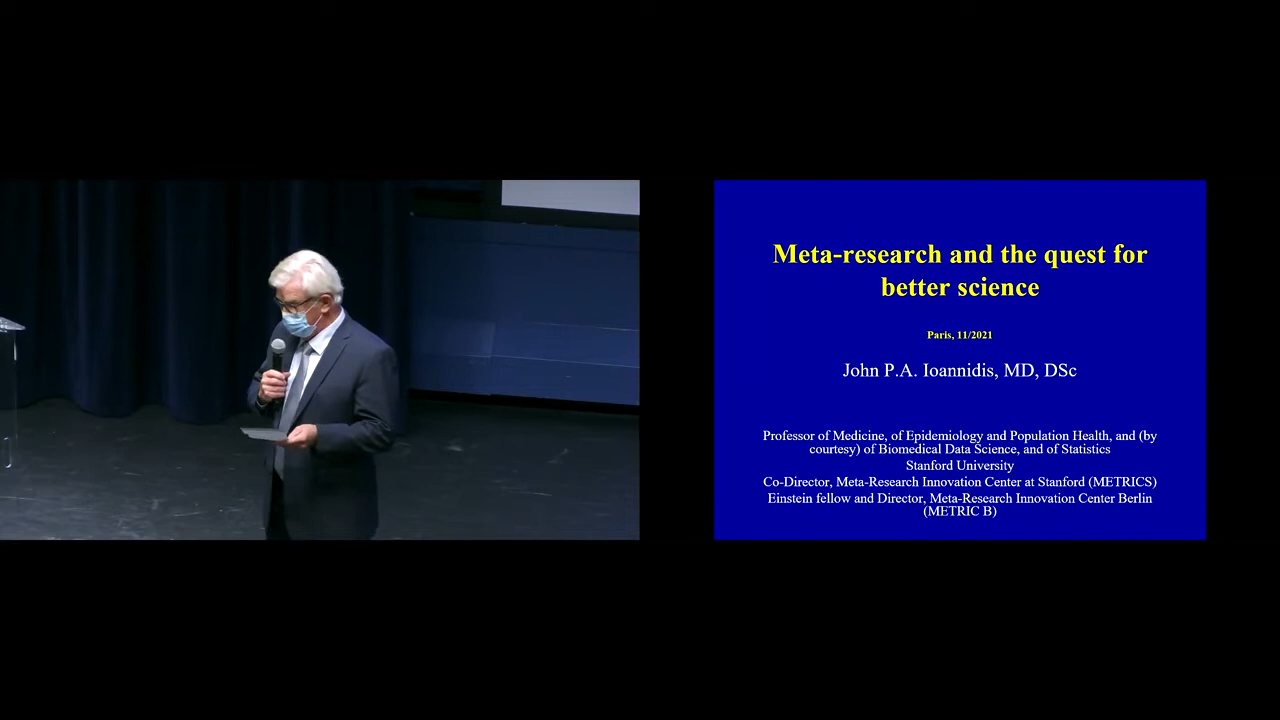 Meta-research and the quest for
better science
Paris, 11/2021
John P.A. Ioannidis, MD, DSc
Professor of Medicine, of Epidemiology and Population Health, and (by
courtesy) of Biomedical Data Science, and of Statistics
Stanford University
Co-Director, Meta-Research Innovation Center at Stanford (METRICS)
Einstein fellow and Director, Meta-Research Innovation Center Berlin
(METRIC B)